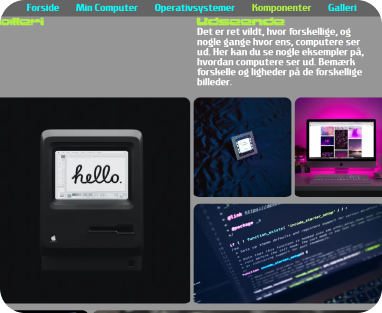 Forside Min Computer Operativsystemer Komponenter Galleri
Galleri
Udseende
Det er ret vildt, hvor forskellige, og
nogle gange hvor ens, computere ser
ud. Her kan du se nogle eksempler på,
hvordan computere ser ud. Bemærk
forskelle og ligheder på de forskellige
billeder.
hello.
@link
@package